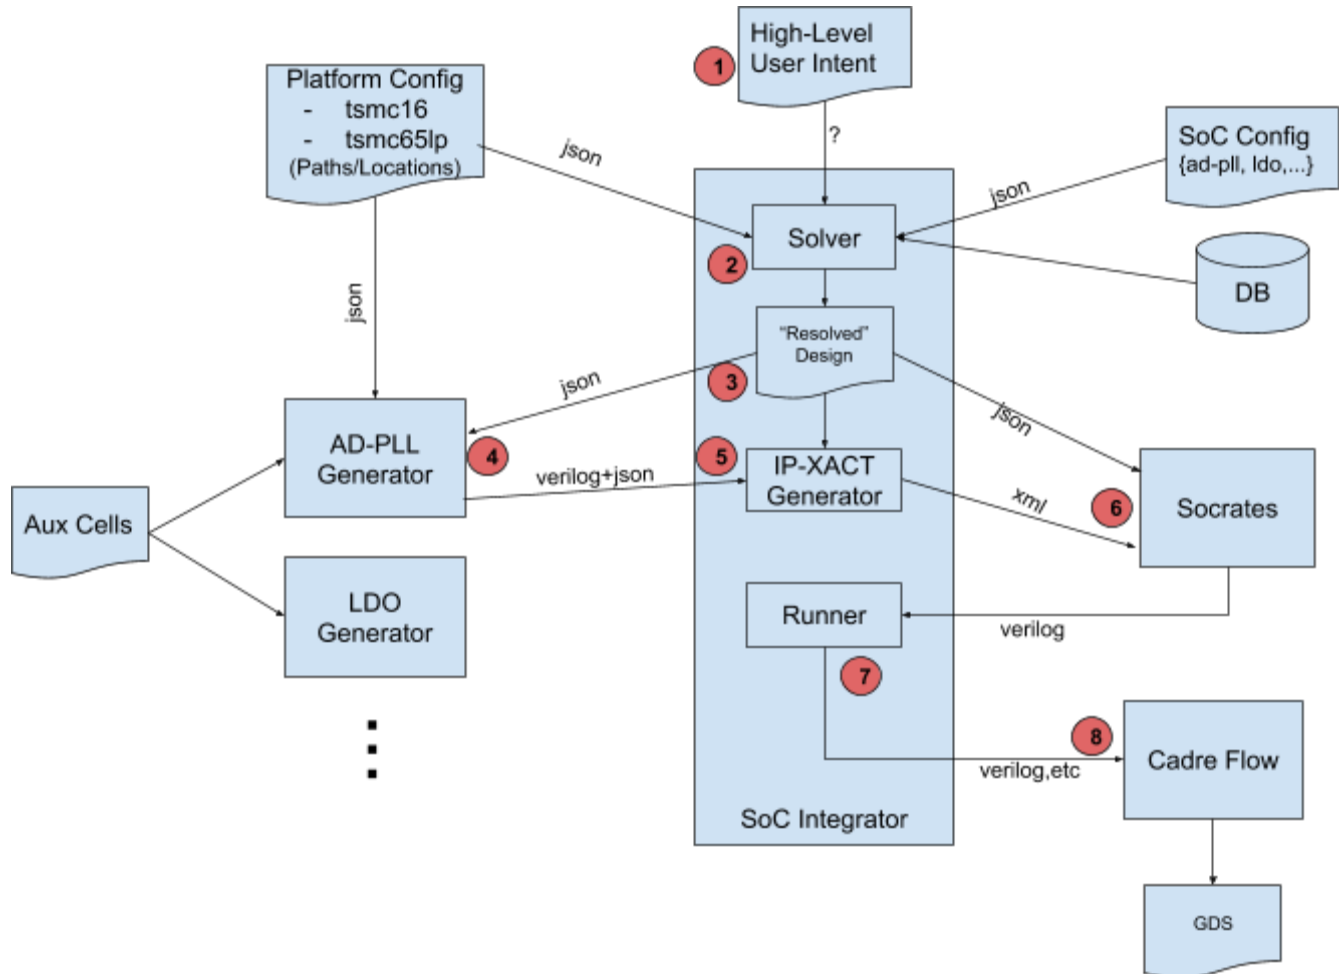 High-Level
User Intent
1
Platform Config
- tsmc16
- tsmc65lp
(Paths/Locations)
json
?
SoC Config
{ad-pll, ldo,...}
json
Solver
2
DB
json
"Resolved"
Design
3
json
json
AD-PLL
Generator
4
verilog+json
5
IP-XACT
Generator
xml
6
Socrates
Aux Cells
LDO
Generator
Runner
verilog
7
8
verilog,etc
Cadre Flow
SoC Integrator
GDS